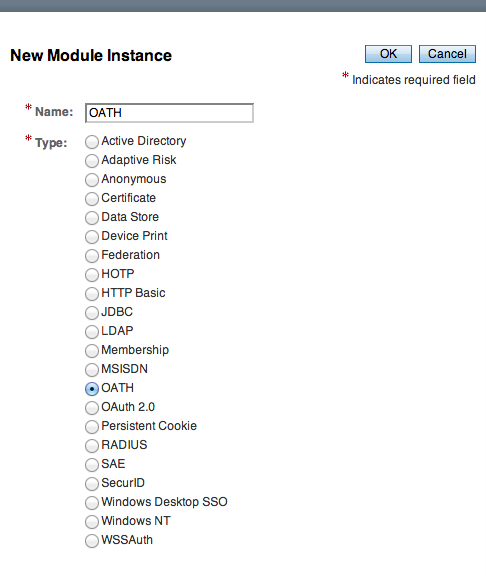 New Module Instance
OK
Cancel
* Indicates required field
* Name:
OATH
* Type:
Active Directory
Adaptive Risk
Anonymous
Certificate
Data Store
Device Print
Federation
HOTP
HTTP Basic
JDBC
LDAP
Membership
MSISDN
OATH
OAuth 2.0
Persistent Cookie
RADIUS
SAE
SecurID
Windows Desktop SSO
Windows NT
WSSAuth